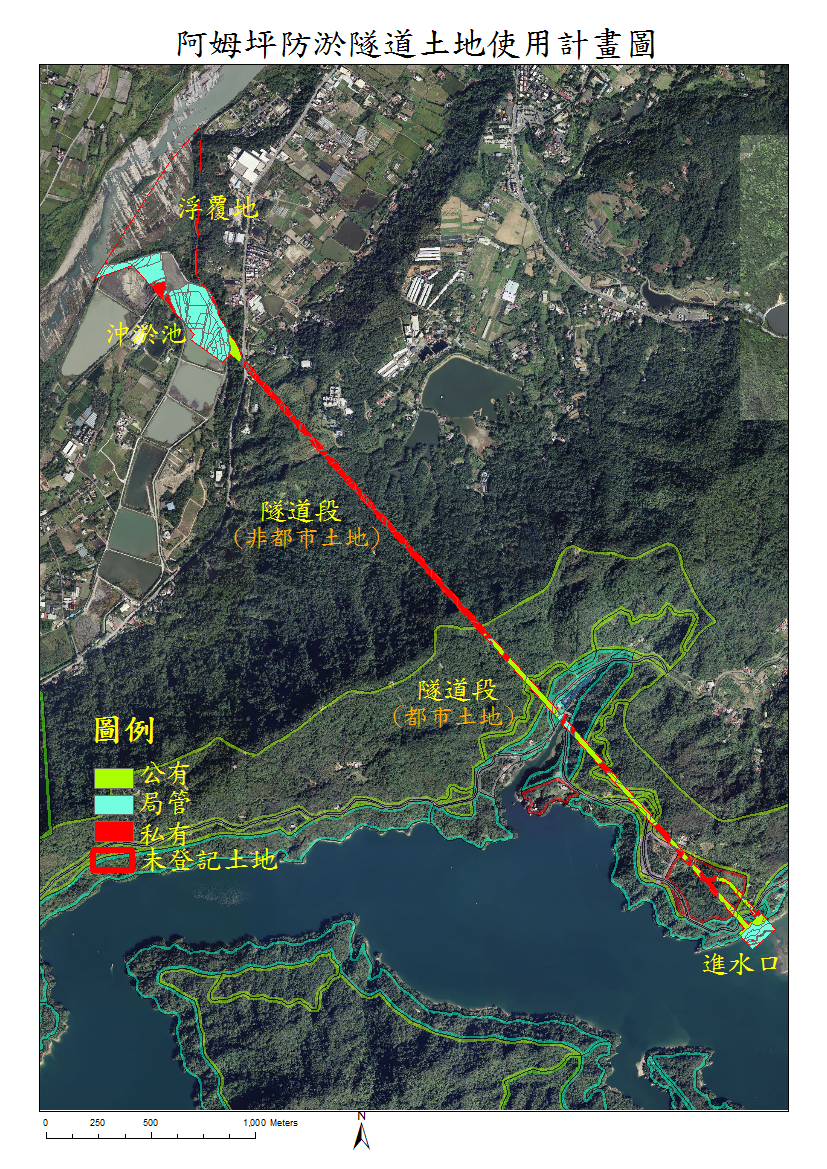 阿姆坪防淤隧道土地使用計畫圖
浮覆地
沖淤池
隧道段
(非都市土地)
隧道段
(都市土地)
圖例
公有
局管
私有
未登記土地
進水口
0 250 500 1,000 Meters
N